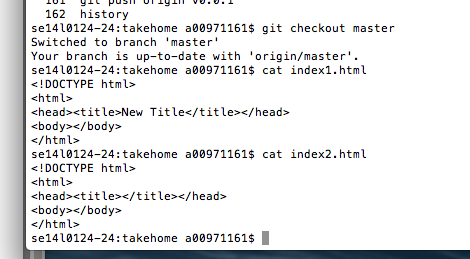 161  git push origin v0.0.1
162  history
se14l0124-24:takehome a00971161$ git checkout master
Switched to branch 'master'
Your branch is up-to-date with 'origin/master'.
se14l0124-24:takehome a00971161$ cat index1.html
<!DOCTYPE html>
<html>
<head><title>New Title</title></head>
<body></body>
</html>
se14l0124-24:takehome a00971161$ cat index2.html
<!DOCTYPE html>
<html>
<head><title></title></head>
<body></body>
</html>
se14l0124-24:takehome a00971161$